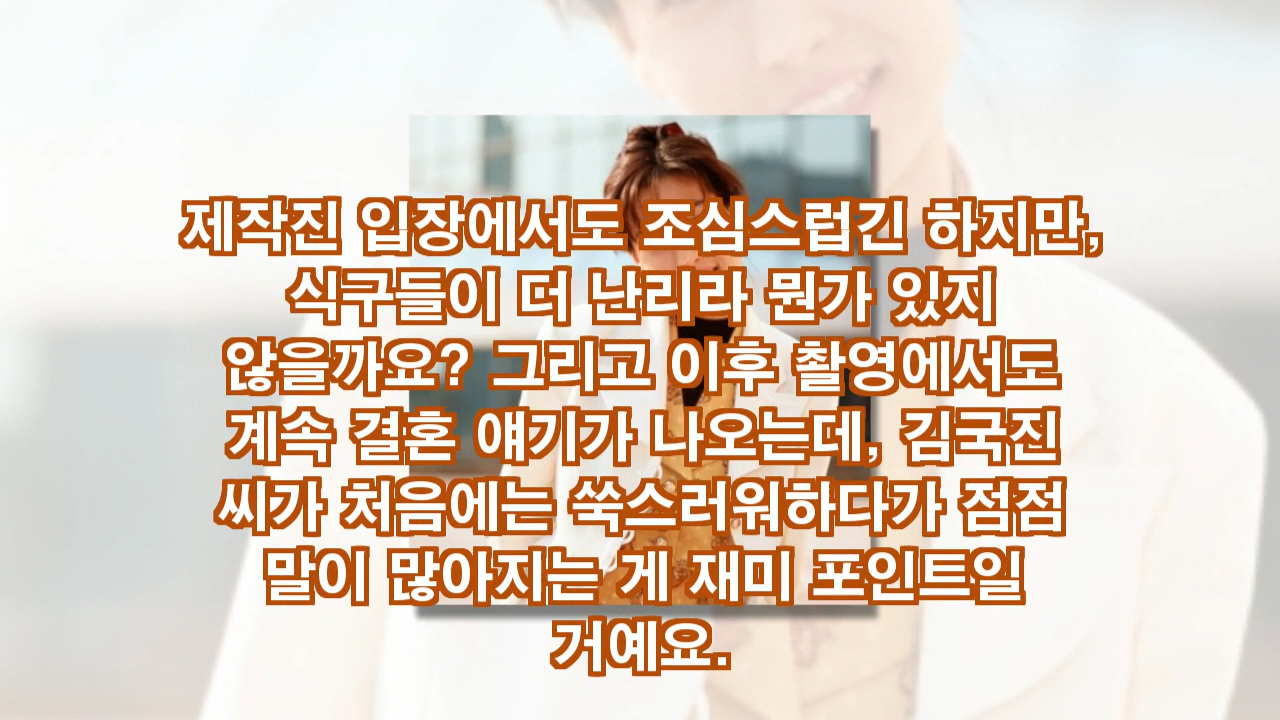 제작진 입장에서도 조심스럽긴 하지만,
식구들이 더 난리라 뭔가 있지
않을까요? 그리고 이후 촬영에서도
계속 결혼 얘기가 나오는데, 김국진
씨가 처음에는 쑥스러워하다가 점점
말이 많아지는 게 재미 포인트일
거예요.